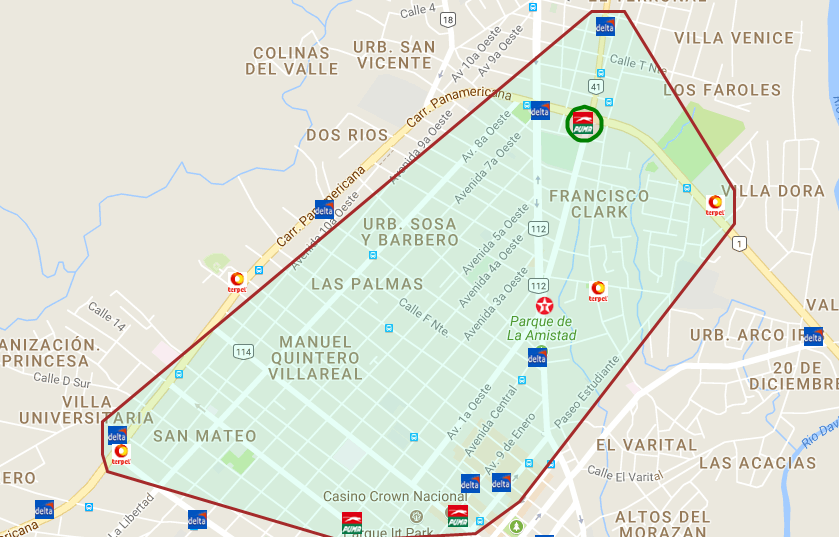 Calle 4
18
VILLA VENICE
COLINAS
DEL VALLE
URB. SAN
VICENTE
Av 10a Oeste
Av 9a Oeste
delta
Calle T Nte
41
LOS FAROLES
Carr. Panamericana
delta
PUMA
DOS RIOS
Avenida 9a Oeste
Av. 8a Oeste
Avenida 7a Oeste
Carr. Panamericana
Avenida 10a Oeste
delta
FRANCISCO
CLARK
VILLA DORA
terpel
URB. SOSA
Y BARBERO
Avenida 5a Oeste
Avenida 4a Oeste
Avenida 3a Oeste
112
1
terpel
LAS PALMAS
112
terpel
Calle F Nte
Parque de
La Amistad
Calle 14
ANIZACIÓN.
PRINCESA
114
MANUEL
QUINTERO
VILLAREAL
delta
URB. ARCO IR
delta
VAL
20 DE
DICIEMBRE
Calle D Sur
VILLA
UNIVERSITARIA
Av. 1a Oeste
Avenida Central
Av. 9 de Enero
Paseo Estudiante
delta
terpel
SAN MATEO
EL VARITAL
LAS ACACIAS
Rio Dav
ERO
Calle El Varital
delta
delta
Casino Crown Nacional
delta
La Libertad
delta
americana
PUMA
PUMA
Parque Irt Park
ALTOS DEL
MORAZAN